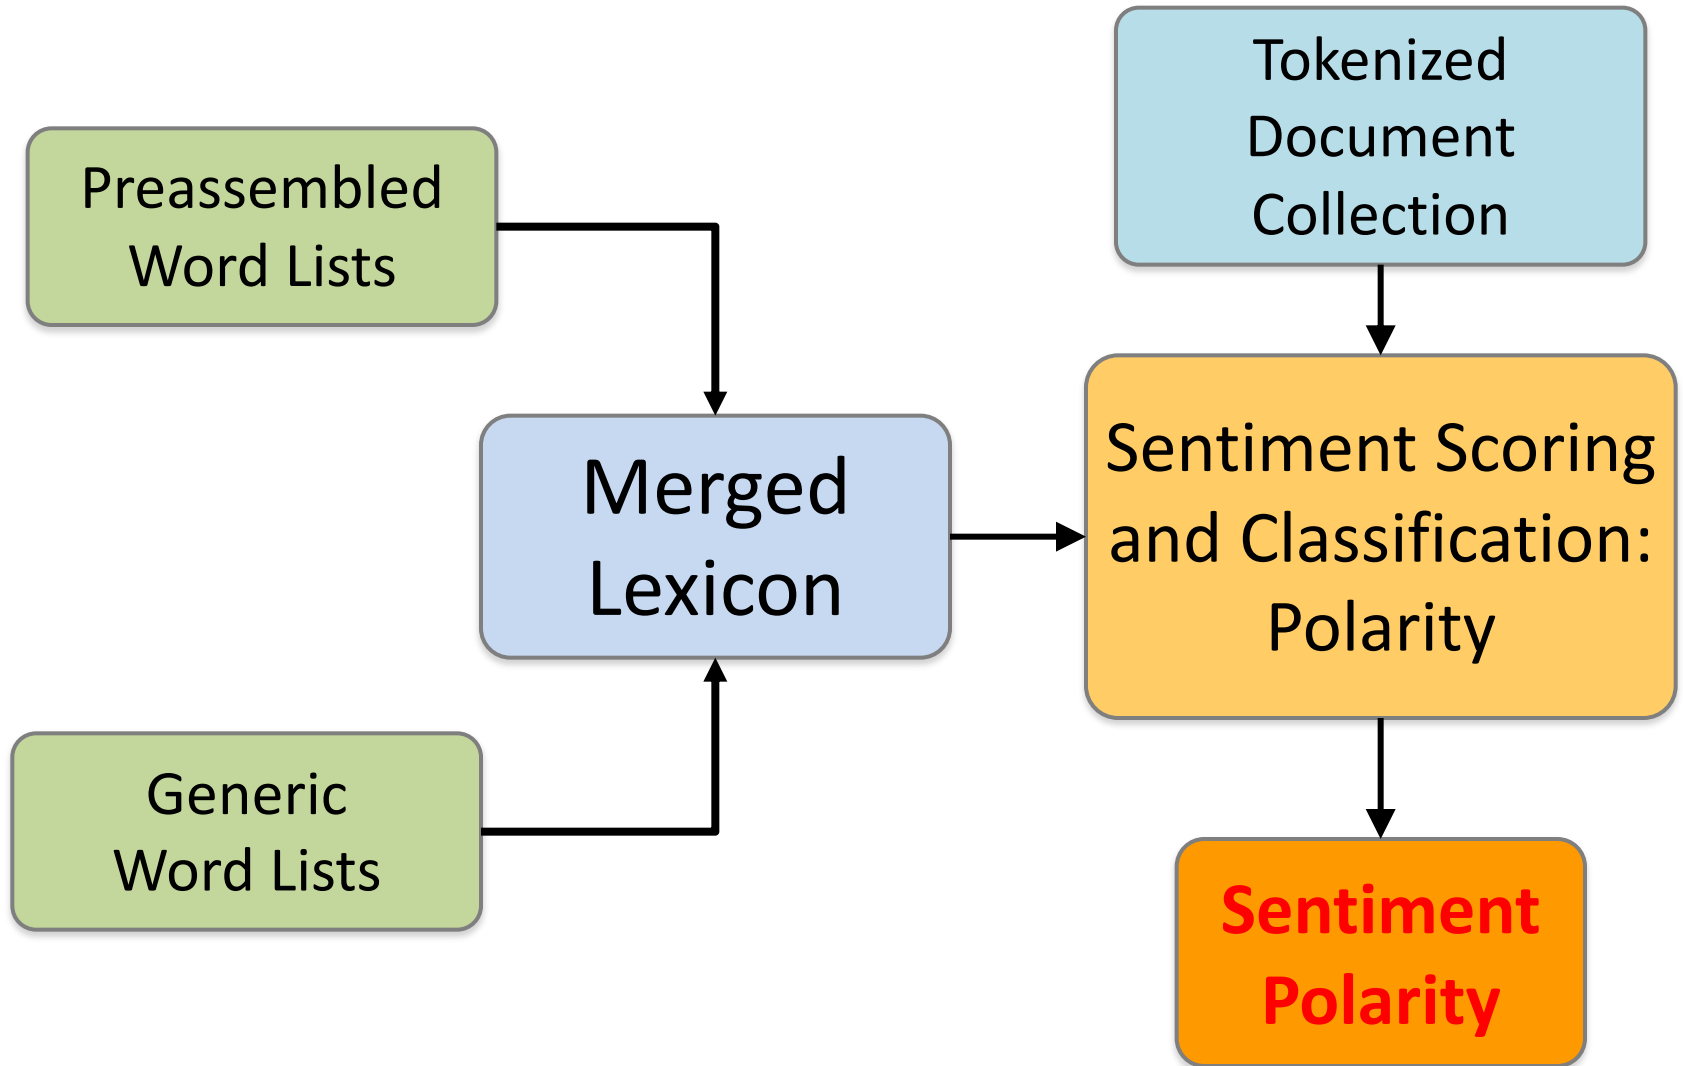 Preassembled
Word Lists
Generic
Word Lists
Merged
Lexicon
Tokenized
Document
Collection
Sentiment Scoring
and Classification:
Polarity
Sentiment
Polarity